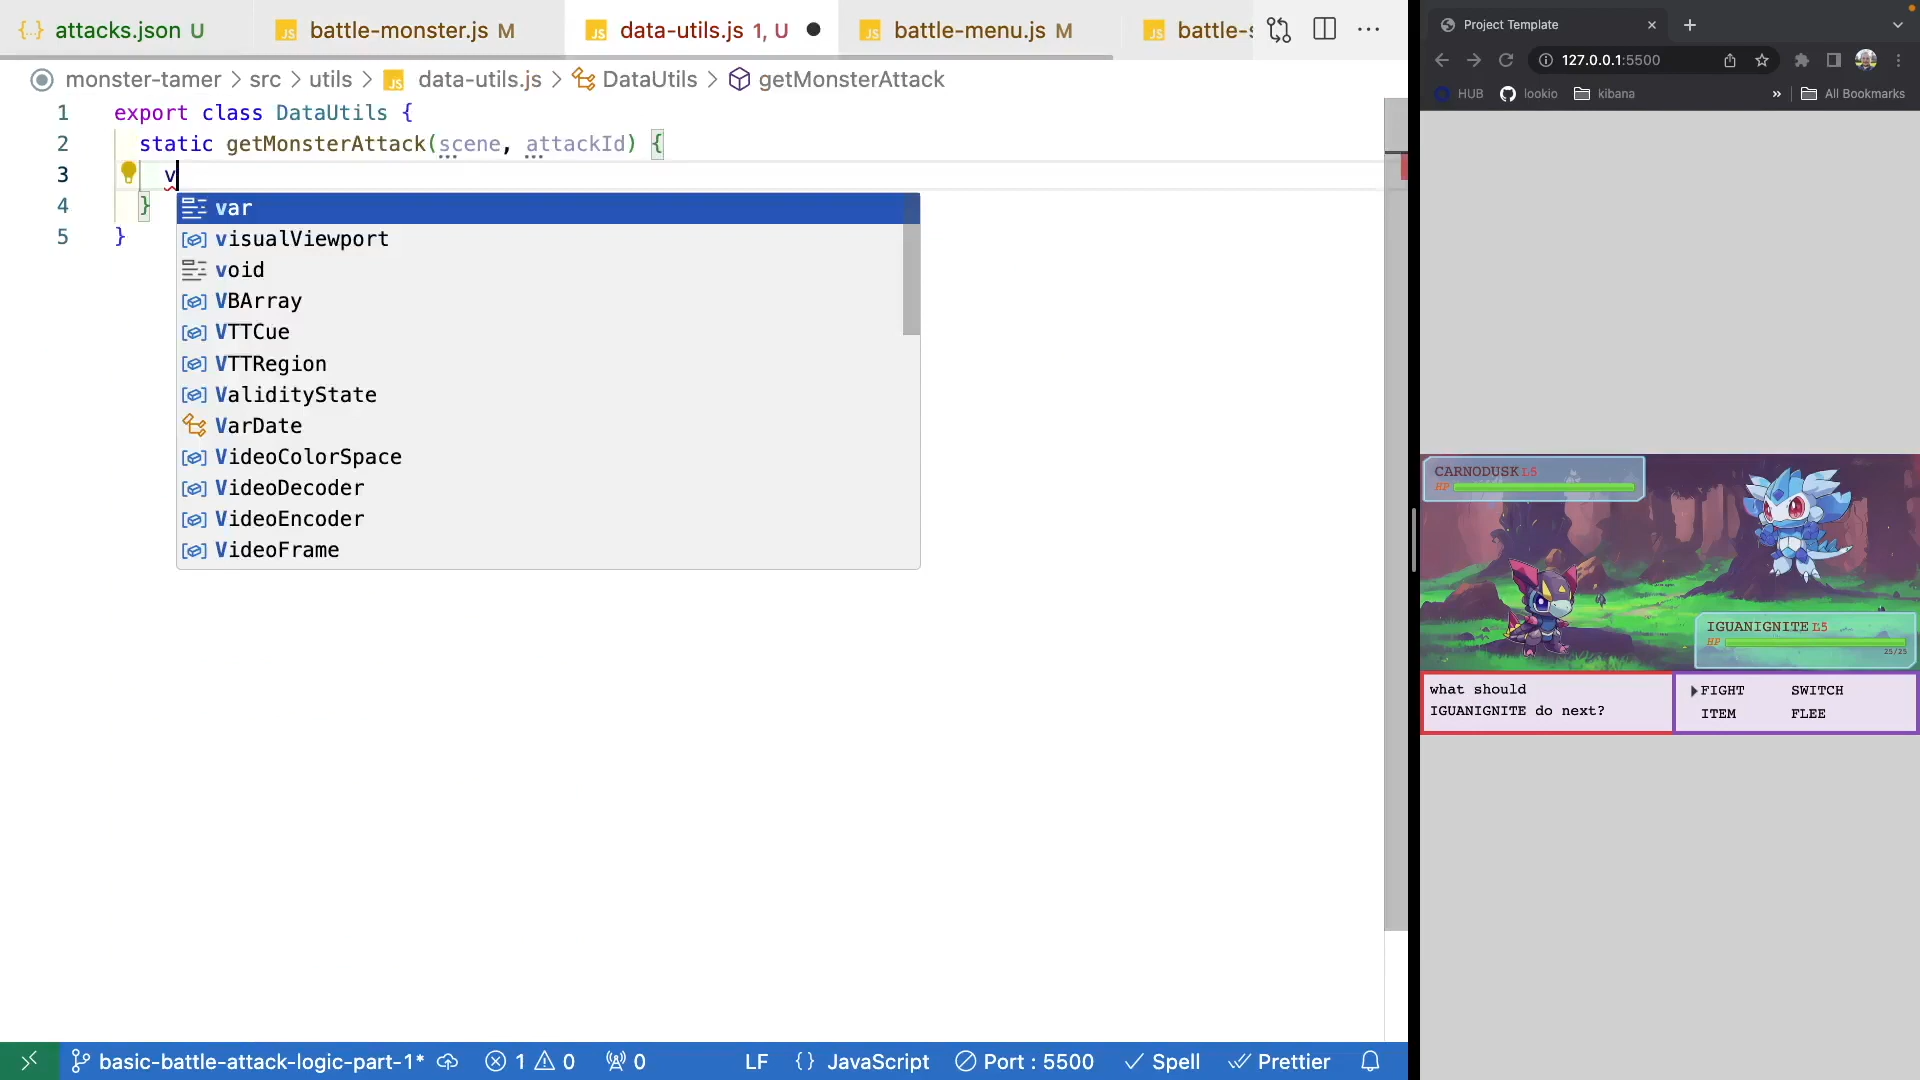 attacks.json U
battle-monster.js M
data-utils.js 1, U
battle-menu.js M
battle-s
monster-tamer > src > utils > data-utils.js > DataUtils > getMonsterAttack
1 export class DataUtils {
2 static getMonsterAttack(scene, attackId) {
3 v
4 }
5 }
var
visualViewport
void
VBArray
VTTCue
VTTRegion
ValidityState
VarDate
VideoColorSpace
VideoDecoder
VideoEncoder
VideoFrame
basic-battle-attack-logic-part-1* 1 0 0 LF {} JavaScript Port : 5500 Spell Prettier
Project Template
127.0.0.1:5500
HUB lookio kibana » All Bookmarks
CARNODUSK L5
HP
IGUANIGNITE L5
HP
25/25
what should
IGUANIGNITE do next?
FIGHT SWITCH
ITEM FLEE